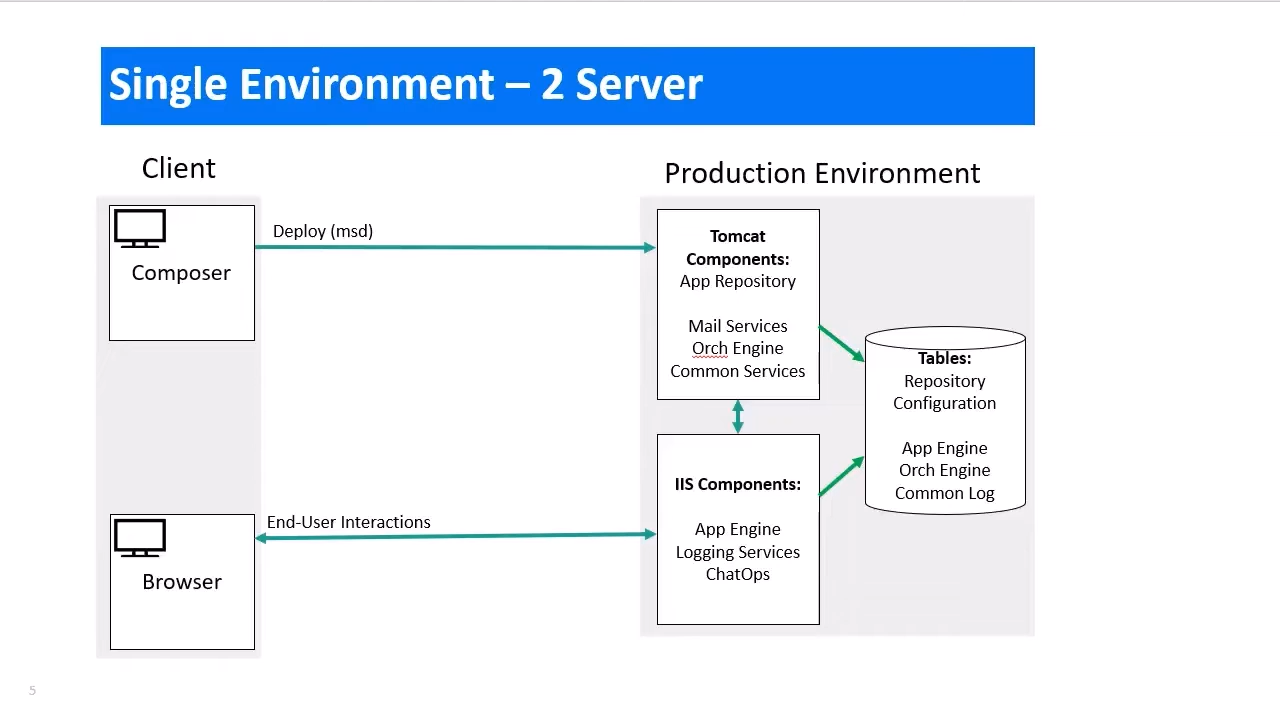 Single Environment – 2 Server
Client
Production Environment
Composer
Deploy (msd)
Tomcat
Components:
App Repository
Mail Services
Orch Engine
Common Services
Tables:
Repository
Configuration
App Engine
Orch Engine
Common Log
IIS Components:
App Engine
Logging Services
ChatOps
End-User Interactions
Browser
5